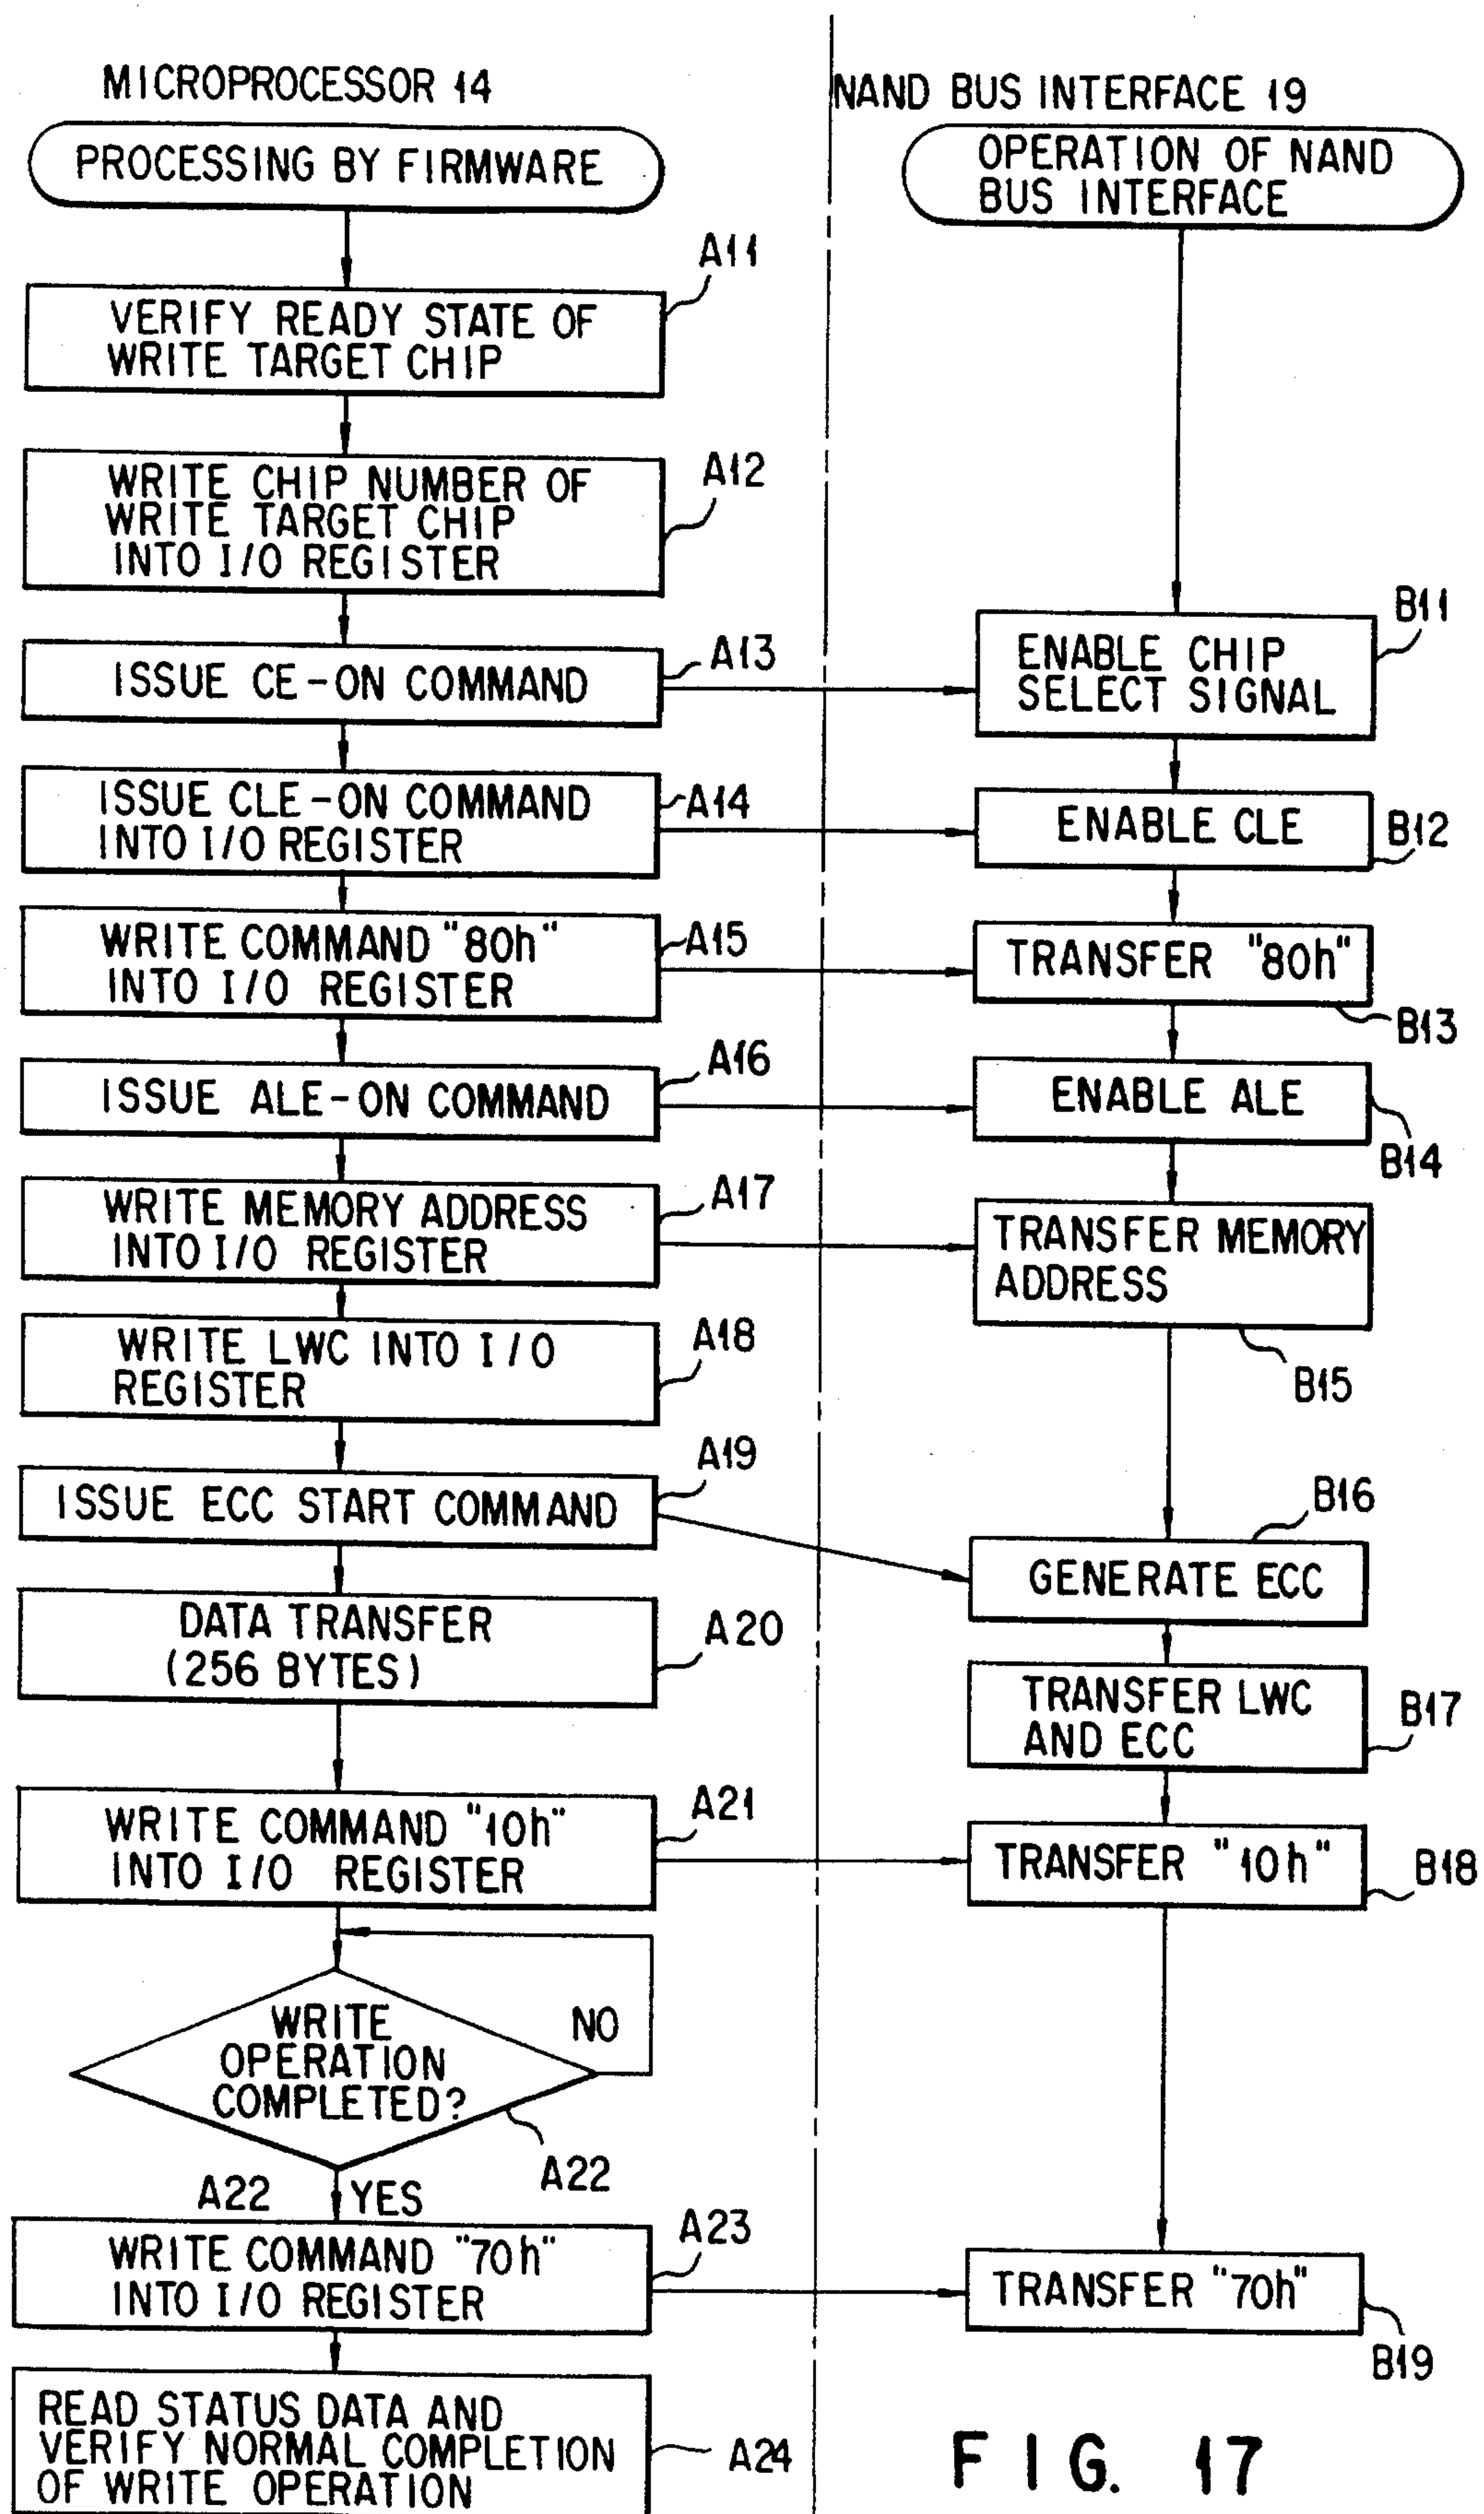 MICROPROCESSOR 14
PROCESSING BY FIRMWARE
A11
VERIFY READY STATE OF
WRITE TARGET CHIP
A12
WRITE CHIP NUMBER OF
WRITE TARGET CHIP
INTO I/O REGISTER
A13
ISSUE CE-ON COMMAND
A14
ISSUE CLE-ON COMMAND
INTO I/O REGISTER
A15
WRITE COMMAND "80h"
INTO I/O REGISTER
A16
ISSUE ALE-ON COMMAND
A17
WRITE MEMORY ADDRESS
INTO I/O REGISTER
A18
WRITE LWC INTO I/O
REGISTER
A19
ISSUE ECC START COMMAND
A20
DATA TRANSFER
(256 BYTES)
A21
WRITE COMMAND "10h"
INTO I/O REGISTER
WRITE
OPERATION
COMPLETED?
NO
A22
A22
YES
A23
WRITE COMMAND "70h"
INTO I/O REGISTER
A24
READ STATUS DATA AND
VERIFY NORMAL COMPLETION
OF WRITE OPERATION
NAND BUS INTERFACE 19
OPERATION OF NAND
BUS INTERFACE
B11
ENABLE CHIP
SELECT SIGNAL
ENABLE CLE
B12
TRANSFER "80h"
B13
ENABLE ALE
B14
TRANSFER MEMORY
ADDRESS
B15
B16
GENERATE ECC
TRANSFER LWC
AND ECC
B17
TRANSFER "10h"
B18
TRANSFER "70h"
B19
FIG. 17